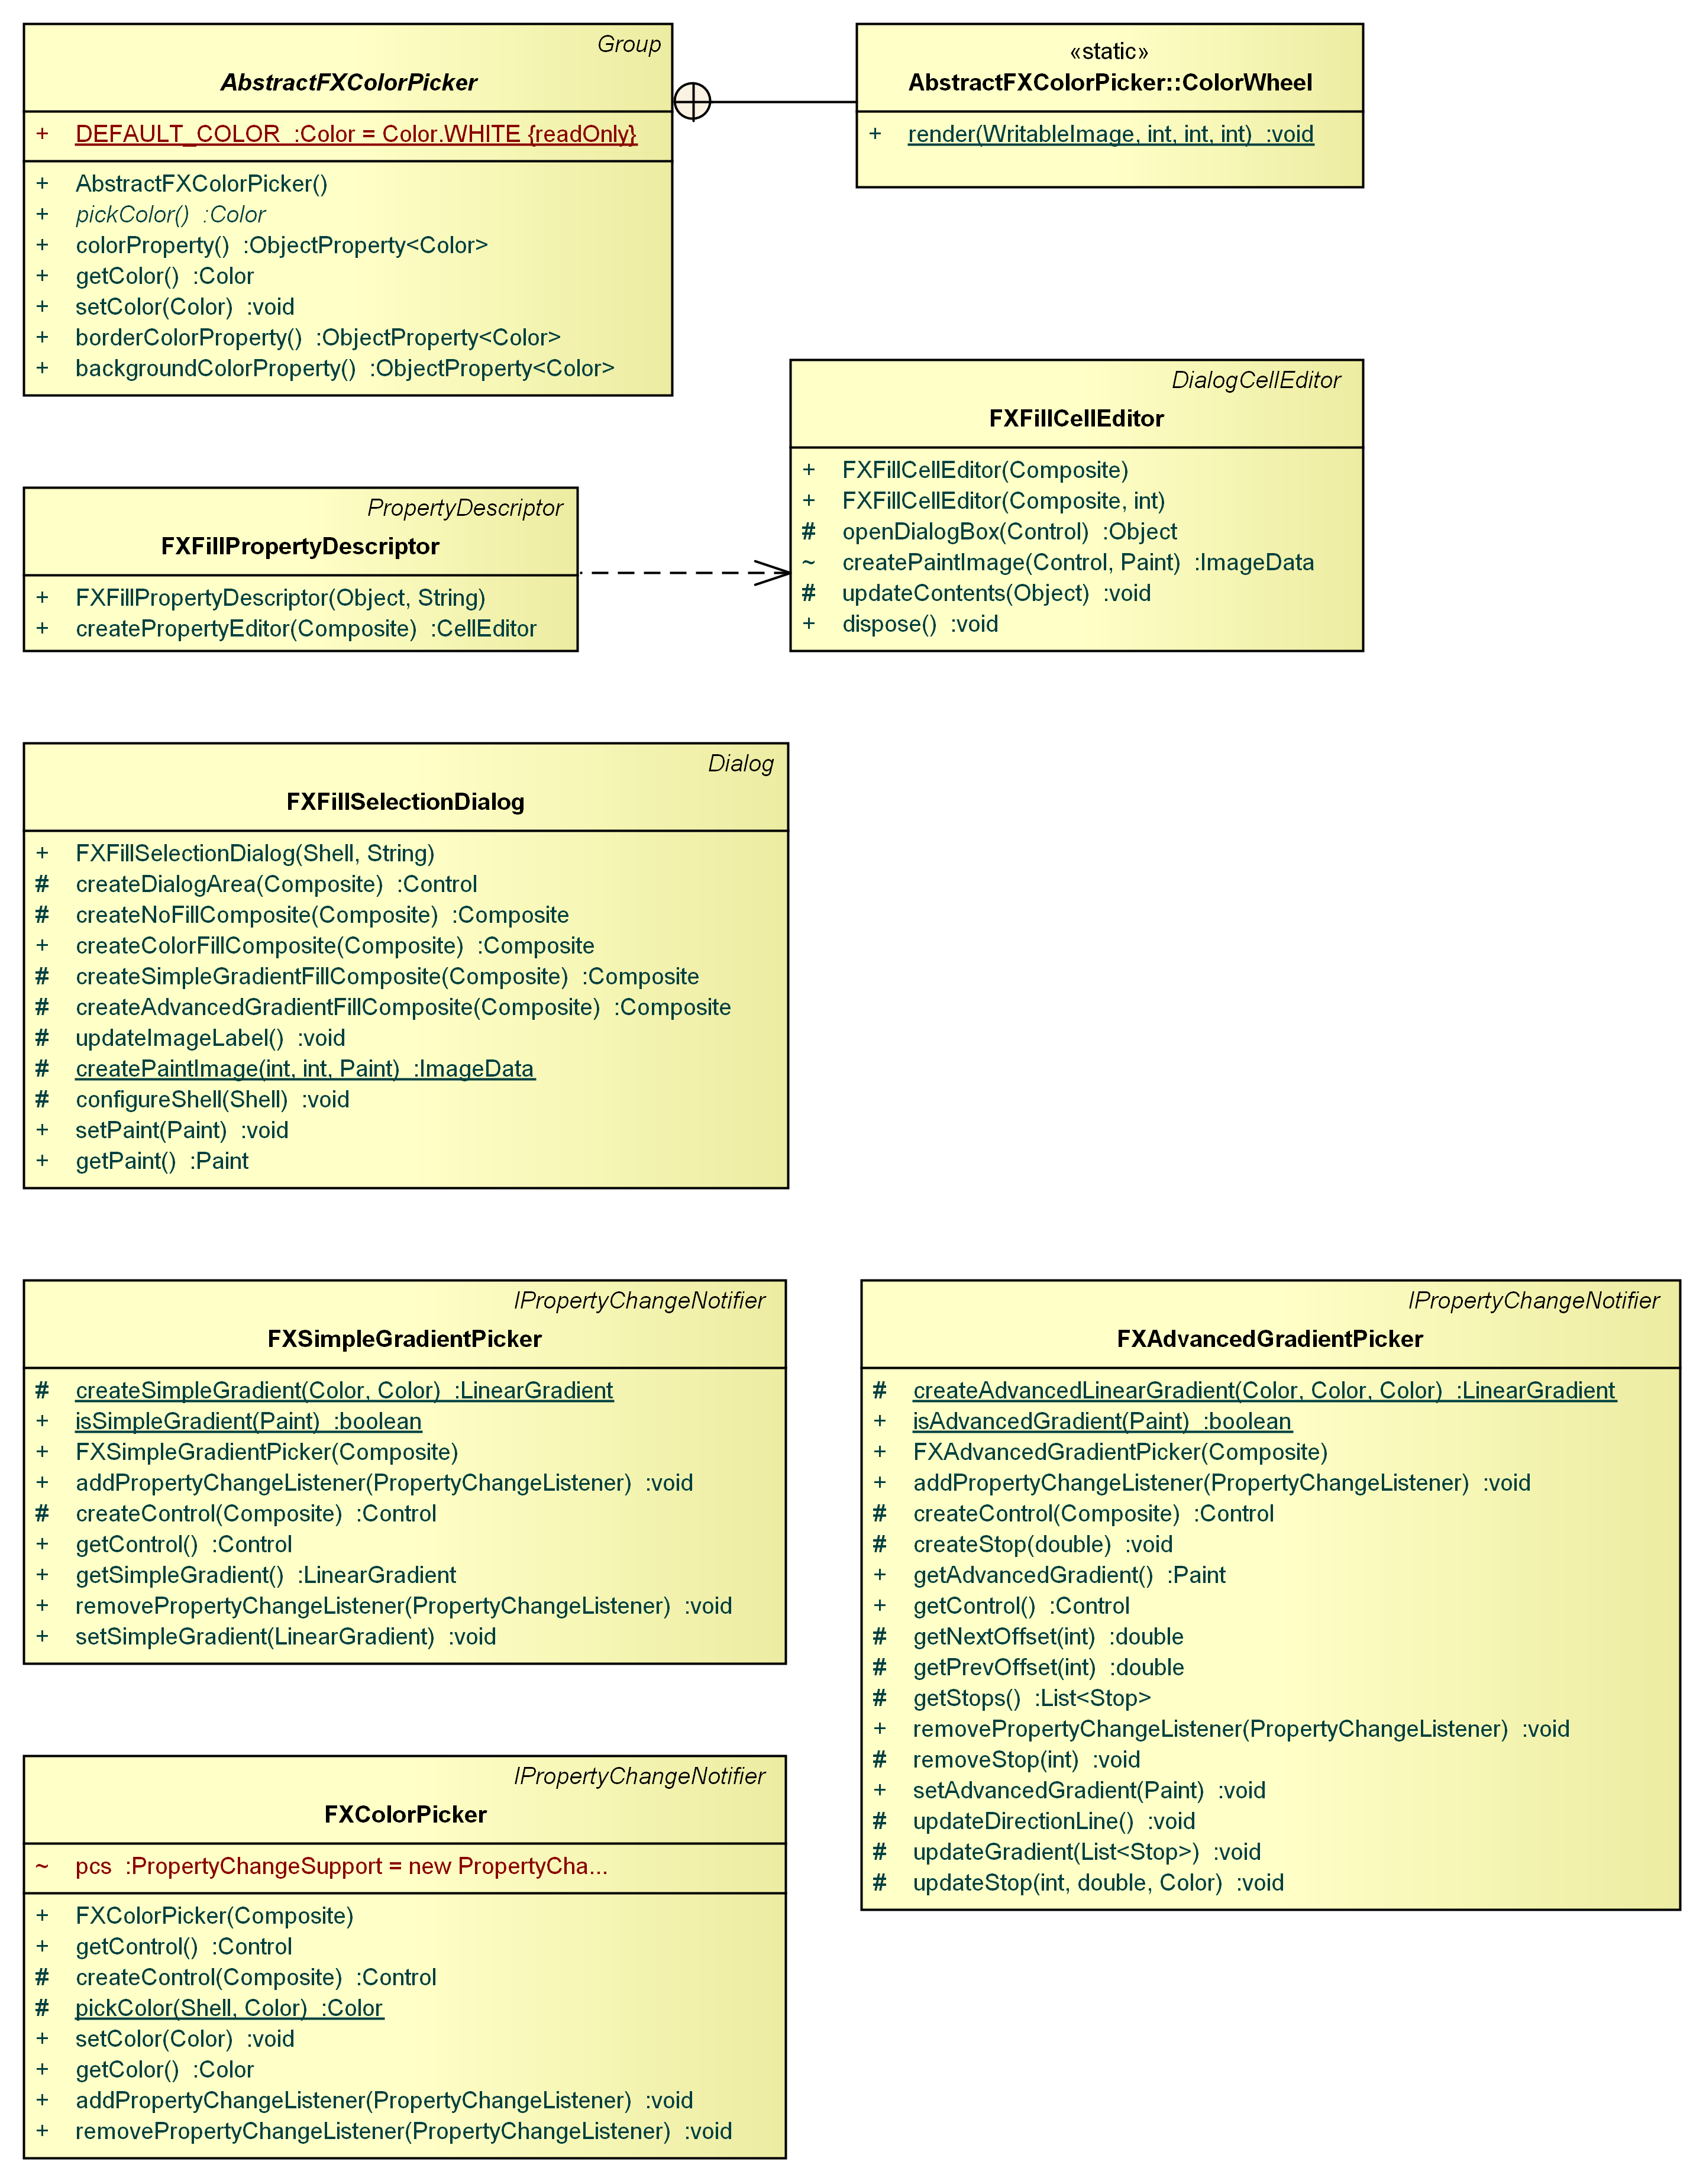 Group
AbstractFXColorPicker
+ DEFAULT_COLOR :Color = Color.WHITE {readOnly}
+ AbstractFXColorPicker()
+ pickColor() :Color
+ colorProperty() :ObjectProperty<Color>
+ getColor() :Color
+ setColor(Color) :void
+ borderColorProperty() :ObjectProperty<Color>
+ backgroundColorProperty() :ObjectProperty<Color>
«static»
AbstractFXColorPicker::ColorWheel
+ render(WritableImage, int, int, int) :void
DialogCellEditor
FXFillCellEditor
+ FXFillCellEditor(Composite)
+ FXFillCellEditor(Composite, int)
# openDialogBox(Control) :Object
~ createPaintImage(Control, Paint) :ImageData
# updateContents(Object) :void
+ dispose() :void
PropertyDescriptor
FXFillPropertyDescriptor
+ FXFillPropertyDescriptor(Object, String)
+ createPropertyEditor(Composite) :CellEditor
Dialog
FXFillSelectionDialog
+ FXFillSelectionDialog(Shell, String)
# createDialogArea(Composite) :Control
# createNoFillComposite(Composite) :Composite
+ createColorFillComposite(Composite) :Composite
# createSimpleGradientFillComposite(Composite) :Composite
# createAdvancedGradientFillComposite(Composite) :Composite
# updateImageLabel() :void
# createPaintImage(int, int, Paint) :ImageData
# configureShell(Shell) :void
+ setPaint(Paint) :void
+ getPaint() :Paint
IPropertyChangeNotifier
FXSimpleGradientPicker
# createSimpleGradient(Color, Color) :LinearGradient
+ isSimpleGradient(Paint) :boolean
+ FXSimpleGradientPicker(Composite)
+ addPropertyChangeListener(PropertyChangeListener) :void
# createControl(Composite) :Control
+ getControl() :Control
+ getSimpleGradient() :LinearGradient
+ removePropertyChangeListener(PropertyChangeListener) :void
+ setSimpleGradient(LinearGradient) :void
IPropertyChangeNotifier
FXAdvancedGradientPicker
# createAdvancedLinearGradient(Color, Color, Color) :LinearGradient
+ isAdvancedGradient(Paint) :boolean
+ FXAdvancedGradientPicker(Composite)
+ addPropertyChangeListener(PropertyChangeListener) :void
# createControl(Composite) :Control
# createStop(double) :void
+ getAdvancedGradient() :Paint
+ getControl() :Control
# getNextOffset(int) :double
# getPrevOffset(int) :double
# getStops() :List<Stop>
+ removePropertyChangeListener(PropertyChangeListener) :void
# removeStop(int) :void
+ setAdvancedGradient(Paint) :void
# updateDirectionLine() :void
# updateGradient(List<Stop>) :void
# updateStop(int, double, Color) :void
IPropertyChangeNotifier
FXColorPicker
~ pcs :PropertyChangeSupport = new PropertyCha...
+ FXColorPicker(Composite)
+ getControl() :Control
# createControl(Composite) :Control
# pickColor(Shell, Color) :Color
+ setColor(Color) :void
+ getColor() :Color
+ addPropertyChangeListener(PropertyChangeListener) :void
+ removePropertyChangeListener(PropertyChangeListener) :void